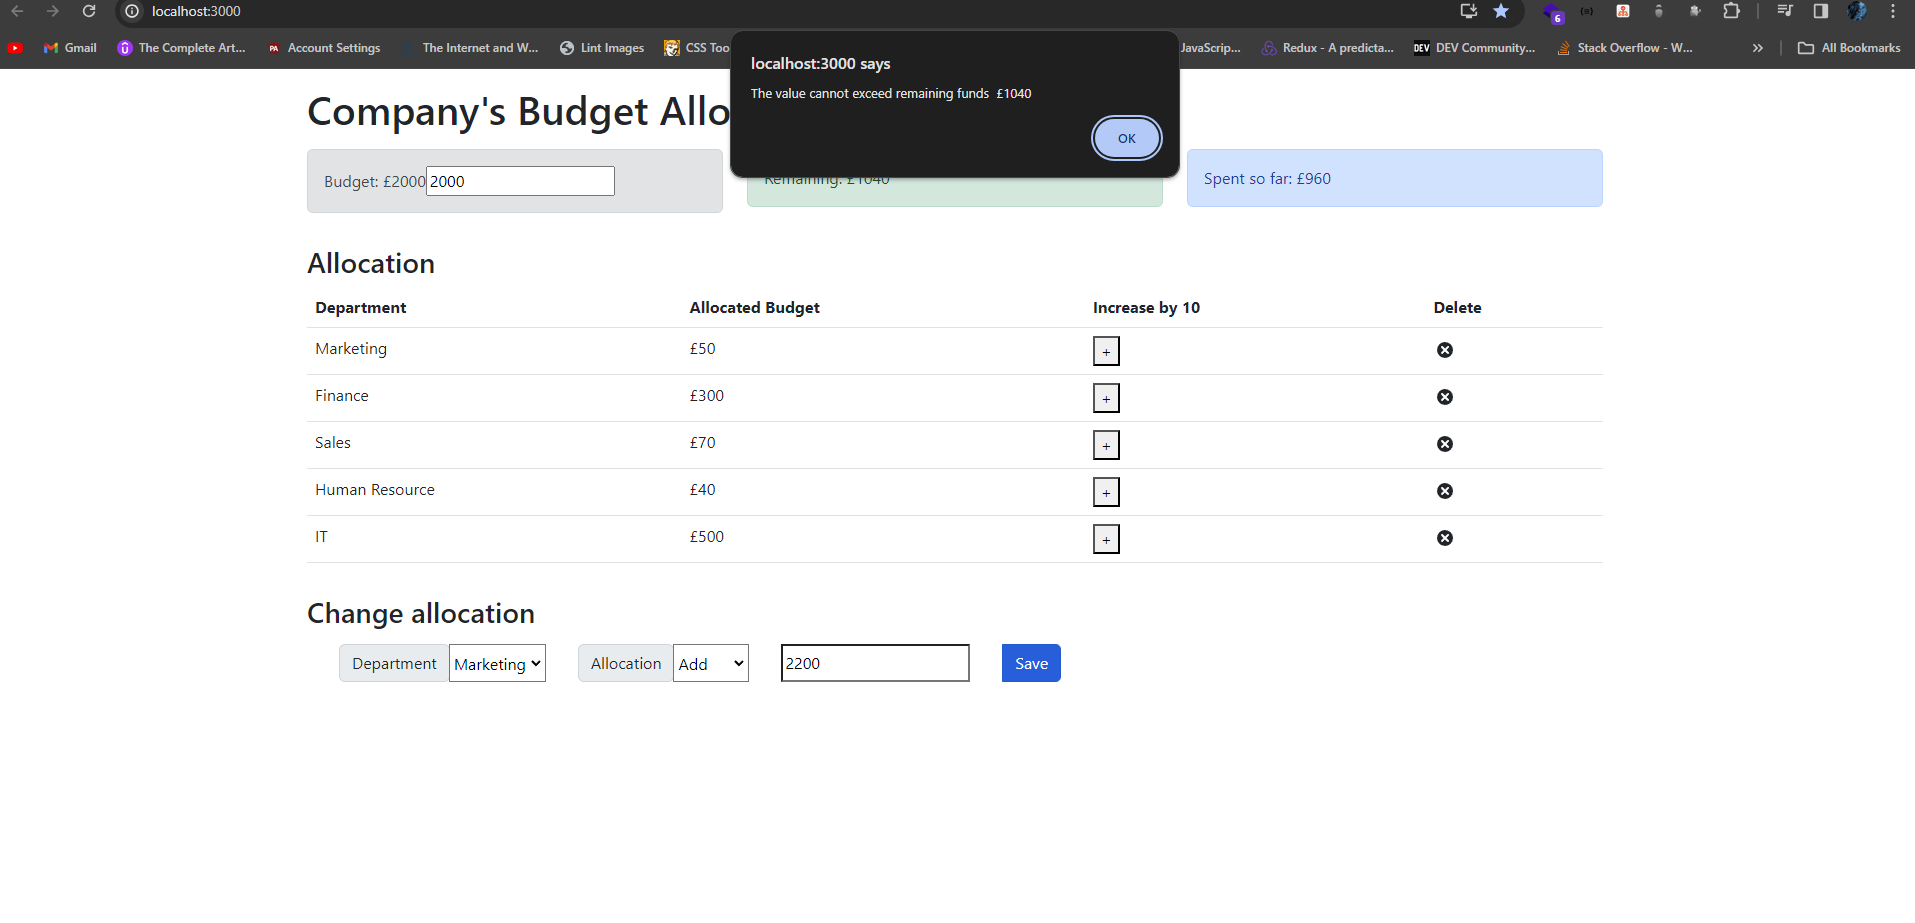 localhost:3000
6
Gmail
The Complete Art...
PA Account Settings
The Internet and W...
Lint Images
CSS Too
JavaScrip...
Redux - A predicta...
DEV DEV Community,...
Stack Overflow - W...
» All Bookmarks
localhost:3000 says
The value cannot exceed remaining funds £1040
OK
Company's Budget Allo
Budget: £2000 2000
Remaining: £1040
Spent so far: £960
Allocation
Department Allocated Budget Increase by 10 Delete
Marketing £50 +
Finance £300 +
Sales £70 +
Human Resource £40 +
IT £500 +
Change allocation
Department Marketing Allocation Add 2200 Save